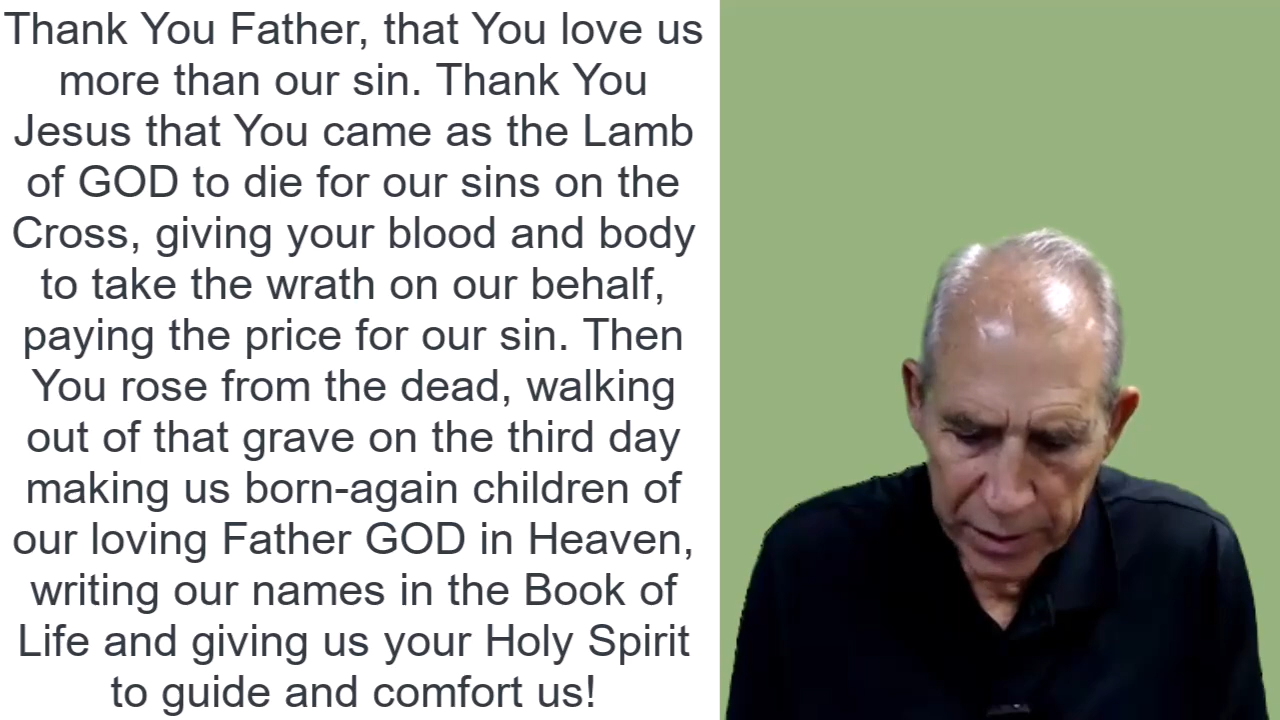 Thank You Father, that You love us
more than our sin. Thank You
Jesus that You came as the Lamb
of GOD to die for our sins on the
Cross, giving your blood and body
to take the wrath on our behalf,
paying the price for our sin. Then
You rose from the dead, walking
out of that grave on the third day
making us born-again children of
our loving Father GOD in Heaven,
writing our names in the Book of
Life and giving us your Holy Spirit
to guide and comfort us!